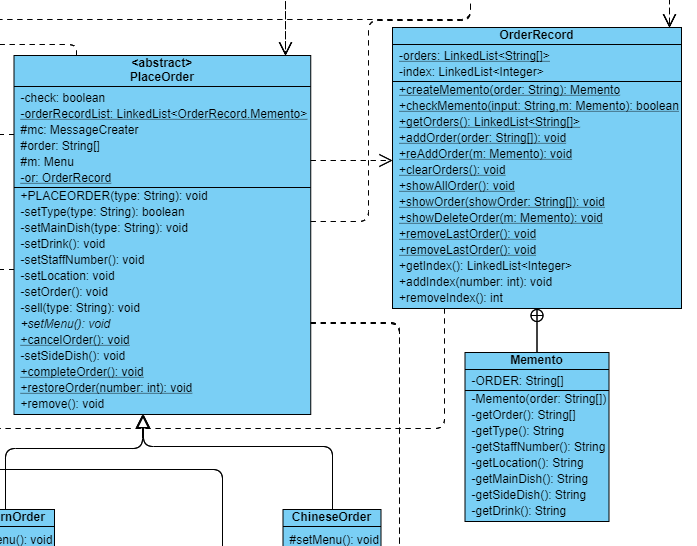 <abstract>
PlaceOrder
-check: boolean
-orderRecordList: LinkedList<OrderRecord.Memento>
#mc: MessageCreater
#order: String[]
#m: Menu
-or: OrderRecord
+PLACEORDER(type: String): void
-setType(type: String): boolean
-setMainDish(type: String): void
-setDrink(): void
-setStaffNumber(): void
-setLocation: void
-setOrder(): void
-sell(type: String): void
+setMenu(): void
+cancelOrder(): void
-setSideDish(): void
+completeOrder(): void
+restoreOrder(number: int): void
+remove(): void
OrderRecord
-orders: LinkedList<String[]>
-index: LinkedList<Integer>
+createMemento(order: String): Memento
+checkMemento(input: String,m: Memento): boolean
+getOrders(): LinkedList<String[]>
+addOrder(order: String[]): void
+reAddOrder(m: Memento): void
+clearOrders(): void
+showAllOrder(): void
+showOrder(showOrder: String[]): void
+showDeleteOrder(m: Memento): void
+removeLastOrder(): void
+removeLastOrder(): void
+getIndex(): LinkedList<Integer>
+addIndex(number: int): void
+removeIndex(): int
Memento
-ORDER: String[]
-Memento(order: String[])
-getOrder(): String[]
-getType(): String
-getStaffNumber(): String
-getLocation(): String
-getMainDish(): String
-getSideDish(): String
-getDrink(): String
rnOrder
enu(): void
ChineseOrder
#setMenu(): void